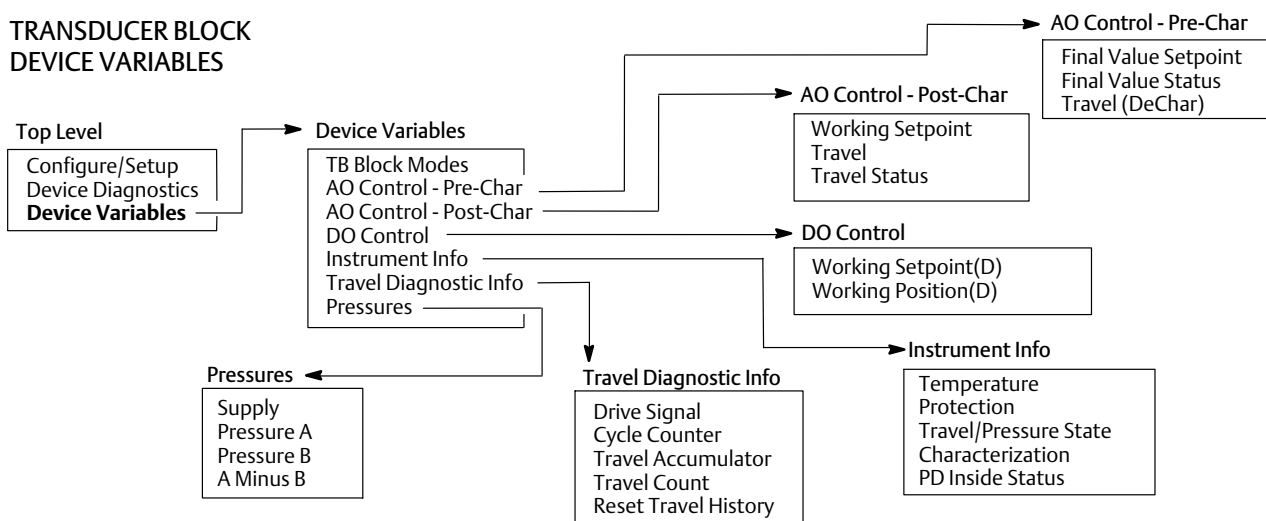 TRANSDUCER BLOCK
DEVICE VARIABLES
Top Level
Configure/Setup
Device Diagnostics
Device Variables
Device Variables
TB Block Modes
AO Control - Pre-Char
AO Control - Post-Char
DO Control
Instrument Info
Travel Diagnostic Info
Pressures
AO Control - Pre-Char
Final Value Setpoint
Final Value Status
Travel (DeChar)
AO Control - Post-Char
Working Setpoint
Travel
Travel Status
DO Control
Working Setpoint(D)
Working Position(D)
Instrument Info
Temperature
Protection
Travel/Pressure State
Characterization
PD Inside Status
Travel Diagnostic Info
Drive Signal
Cycle Counter
Travel Accumulator
Travel Count
Reset Travel History
Pressures
Supply
Pressure A
Pressure B
A Minus B